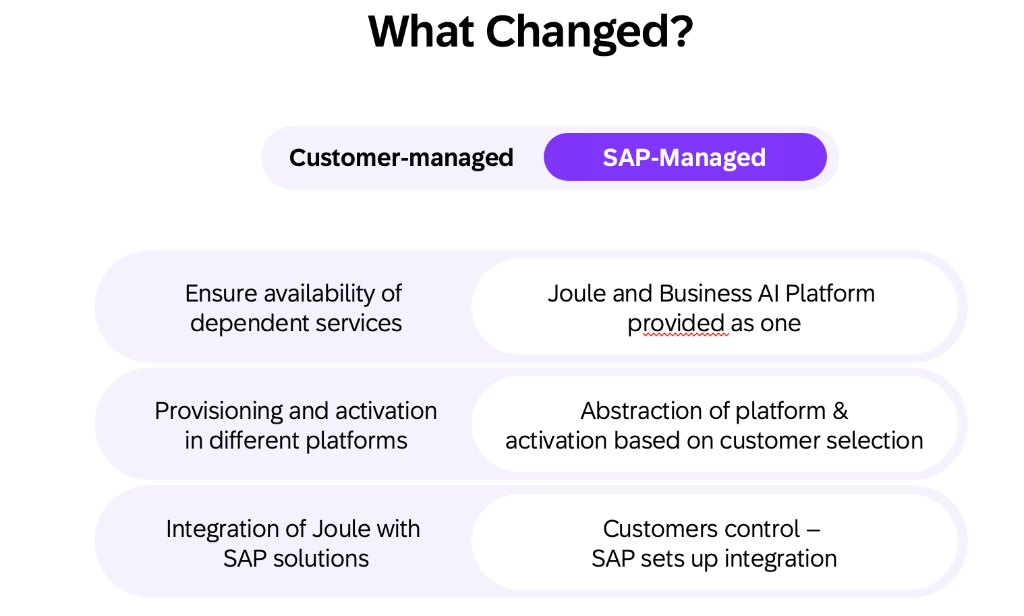 What Changed?
Customer-managed
SAP-Managed
Ensure availability of
dependent services
Joule and Business AI Platform
provided as one
Provisioning and activation
in different platforms
Abstraction of platform &
activation based on customer selection
Integration of Joule with
SAP solutions
Customers control –
SAP sets up integration